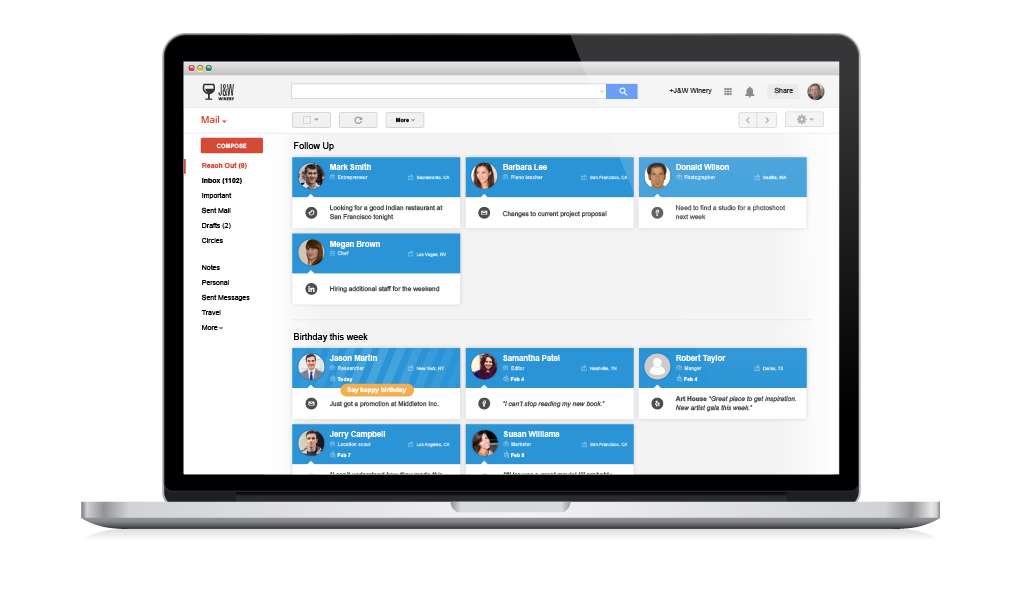 J&W
WINERY
+J&W Winery
Share
Mail
More
COMPOSE
Reach Out (9)
Inbox (1102)
Important
Sent Mail
Drafts (2)
Circles
Notes
Personal
Sent Messages
Travel
More
Follow Up
Mark Smith
Entrepreneur
Sacramento, CA
Looking for a good Indian restaurant at
San Francisco tonight
Barbara Lee
Piano teacher
San Francisco, CA
Changes to current project proposal
Donald Wilson
Photographer
Seattle, WA
Need to find a studio for a photoshoot
next week
Megan Brown
Chef
Las Vegas, NV
Hiring additional staff for the weekend
Birthday this week
Jason Martin
Researcher
New York, NY
Today
Say happy birthday
Just got a promotion at Middleton Inc.
Samantha Patel
Editor
Nashville, TN
Feb 4
"I can't stop reading my new book."
Robert Taylor
Manger
Dallas, TX
Feb 4
Art House "Great place to get inspiration.
New artist gala this week."
Jerry Campbell
Location scout
Los Angeles, CA
Feb 7
Susan Williams
Marketer
San Francisco, CA
Feb 8